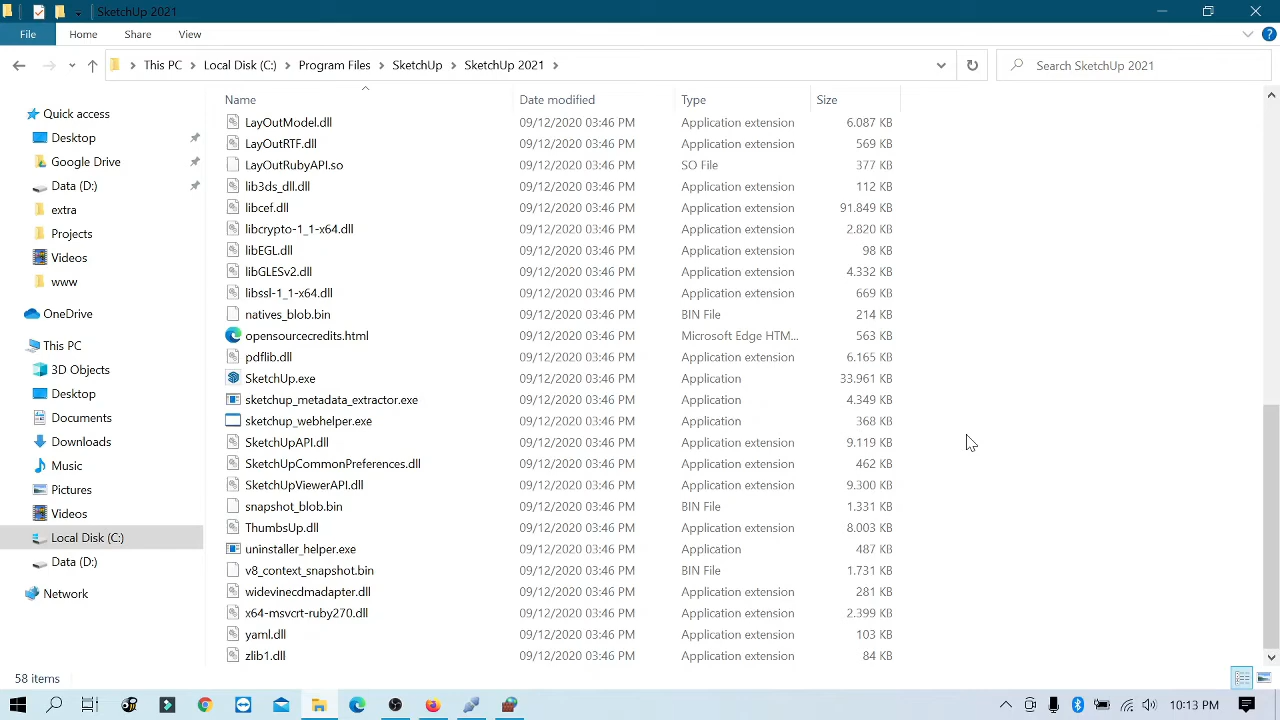 SketchUp 2021
File Home Share View
This PC Local Disk (C:) Program Files SketchUp SketchUp 2021
Search SketchUp 2021
Quick access
Desktop
Google Drive
Data (D:)
extra
Projects
Videos
www
OneDrive
This PC
3D Objects
Desktop
Documents
Downloads
Music
Pictures
Videos
Local Disk (C:)
Data (D:)
Network
Name Date modified Type Size
LayOutModel.dll 09/12/2020 03:46 PM Application extension 6.087 KB
LayOutRTF.dll 09/12/2020 03:46 PM Application extension 569 KB
LayOutRubyAPI.so 09/12/2020 03:46 PM SO File 377 KB
lib3ds_dll.dll 09/12/2020 03:46 PM Application extension 112 KB
libcef.dll 09/12/2020 03:46 PM Application extension 91.849 KB
libcrypto-1_1-x64.dll 09/12/2020 03:46 PM Application extension 2.820 KB
libEGL.dll 09/12/2020 03:46 PM Application extension 98 KB
libGLESv2.dll 09/12/2020 03:46 PM Application extension 4.332 KB
libssl-1_1-x64.dll 09/12/2020 03:46 PM Application extension 669 KB
natives_blob.bin 09/12/2020 03:46 PM BIN File 214 KB
opensourcecredits.html 09/12/2020 03:46 PM Microsoft Edge HTM... 563 KB
pdflib.dll 09/12/2020 03:46 PM Application extension 6.165 KB
SketchUp.exe 09/12/2020 03:46 PM Application 33.961 KB
sketchup_metadata_extractor.exe 09/12/2020 03:46 PM Application 4.349 KB
sketchup_webhelper.exe 09/12/2020 03:46 PM Application 368 KB
SketchUpAPI.dll 09/12/2020 03:46 PM Application extension 9.119 KB
SketchUpCommonPreferences.dll 09/12/2020 03:46 PM Application extension 462 KB
SketchUpViewerAPI.dll 09/12/2020 03:46 PM Application extension 9.300 KB
snapshot_blob.bin 09/12/2020 03:46 PM BIN File 1.331 KB
ThumbsUp.dll 09/12/2020 03:46 PM Application extension 8.003 KB
uninstaller_helper.exe 09/12/2020 03:46 PM Application 487 KB
v8_context_snapshot.bin 09/12/2020 03:46 PM BIN File 1.731 KB
widevinecdmadapter.dll 09/12/2020 03:46 PM Application extension 281 KB
x64-msvcrt-ruby270.dll 09/12/2020 03:46 PM Application extension 2.399 KB
yaml.dll 09/12/2020 03:46 PM Application extension 103 KB
zlib1.dll 09/12/2020 03:46 PM Application extension 84 KB
58 items
10:13 PM